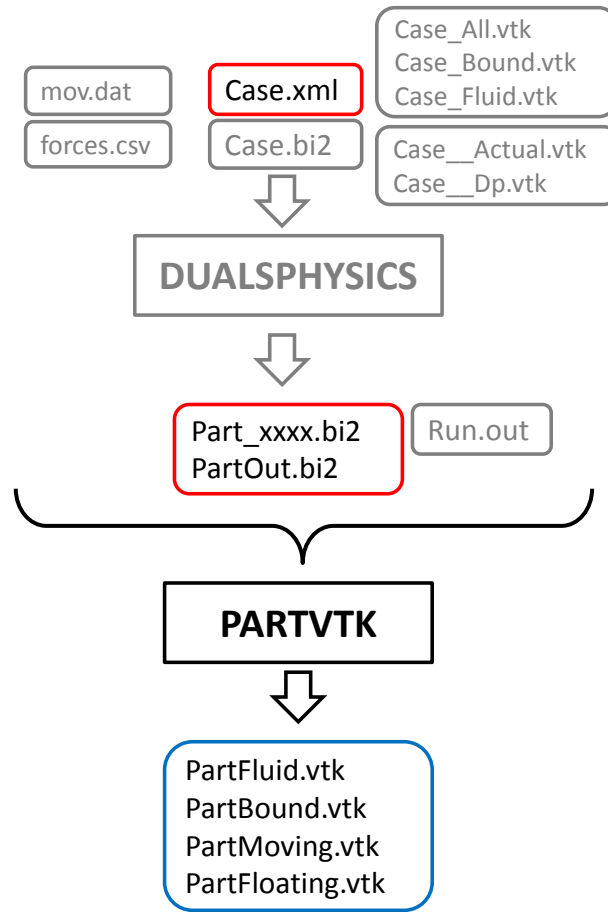 mov.dat
forces.csv
Case.xml
Case.bi2
Case_All.vtk
Case_Bound.vtk
Case_Fluid.vtk
Case__Actual.vtk
Case__Dp.vtk
DUALSPHYSICS
Part_xxxx.bi2
PartOut.bi2
Run.out
PARTVTK
PartFluid.vtk
PartBound.vtk
PartMoving.vtk
PartFloating.vtk